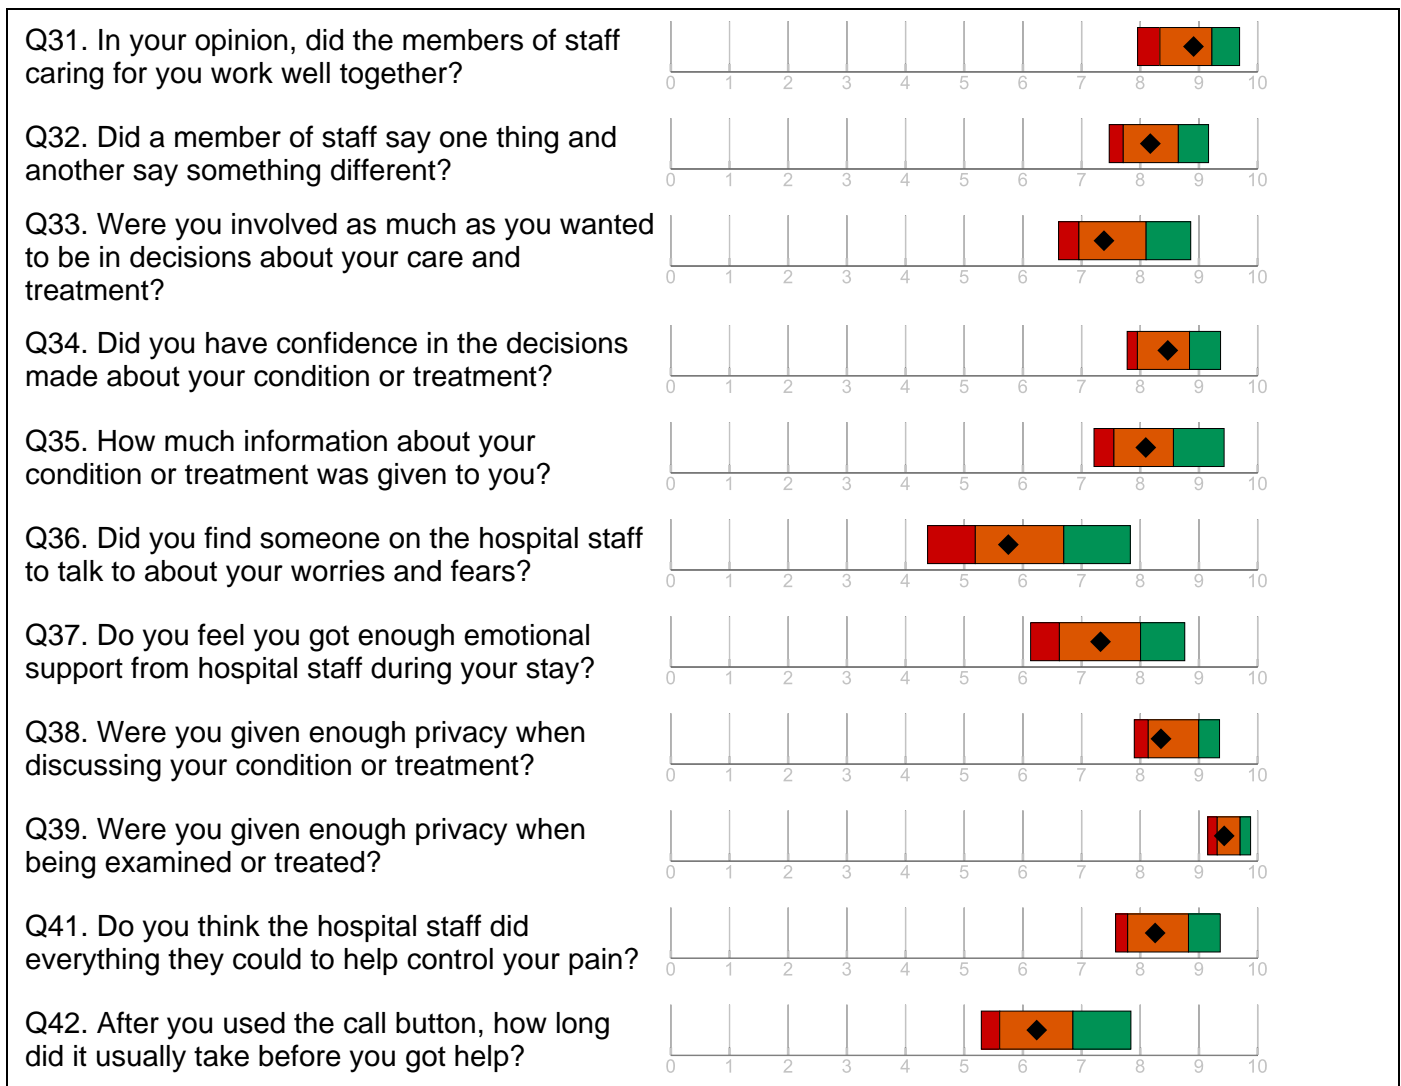 Q31. In your opinion, did the members of staff
caring for you work well together?
0 1 2 3 4 5 6 7 8 9 10
Q32. Did a member of staff say one thing and
another say something different?
0 1 2 3 4 5 6 7 8 9 10
Q33. Were you involved as much as you wanted
to be in decisions about your care and
treatment?
0 1 2 3 4 5 6 7 8 9 10
Q34. Did you have confidence in the decisions
made about your condition or treatment?
0 1 2 3 4 5 6 7 8 9 10
Q35. How much information about your
condition or treatment was given to you?
0 1 2 3 4 5 6 7 8 9 10
Q36. Did you find someone on the hospital staff
to talk to about your worries and fears?
0 1 2 3 4 5 6 7 8 9 10
Q37. Do you feel you got enough emotional
support from hospital staff during your stay?
0 1 2 3 4 5 6 7 8 9 10
Q38. Were you given enough privacy when
discussing your condition or treatment?
0 1 2 3 4 5 6 7 8 9 10
Q39. Were you given enough privacy when
being examined or treated?
0 1 2 3 4 5 6 7 8 9 10
Q41. Do you think the hospital staff did
everything they could to help control your pain?
0 1 2 3 4 5 6 7 8 9 10
Q42. After you used the call button, how long
did it usually take before you got help?
0 1 2 3 4 5 6 7 8 9 10